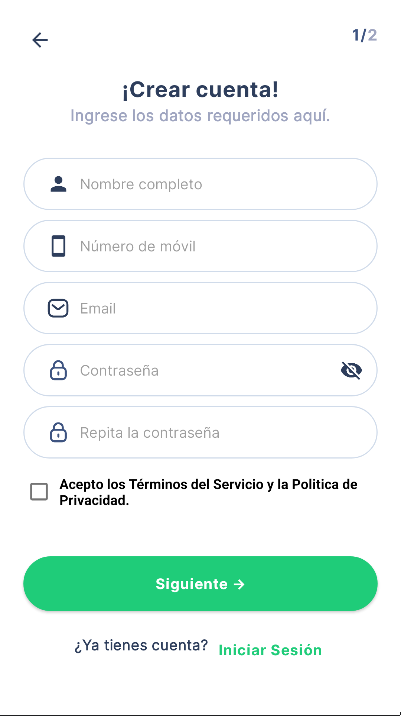 1/2
¡Crear cuenta!
Ingrese los datos requeridos aquí.
Nombre completo
Número de móvil
Email
Contraseña
Repita la contraseña
Acepto los Términos del Servicio y la Politica de
Privacidad.
Siguiente →
¿Ya tienes cuenta? Iniciar Sesión